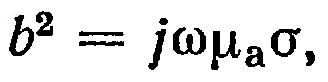 b² = jωμₐσ,